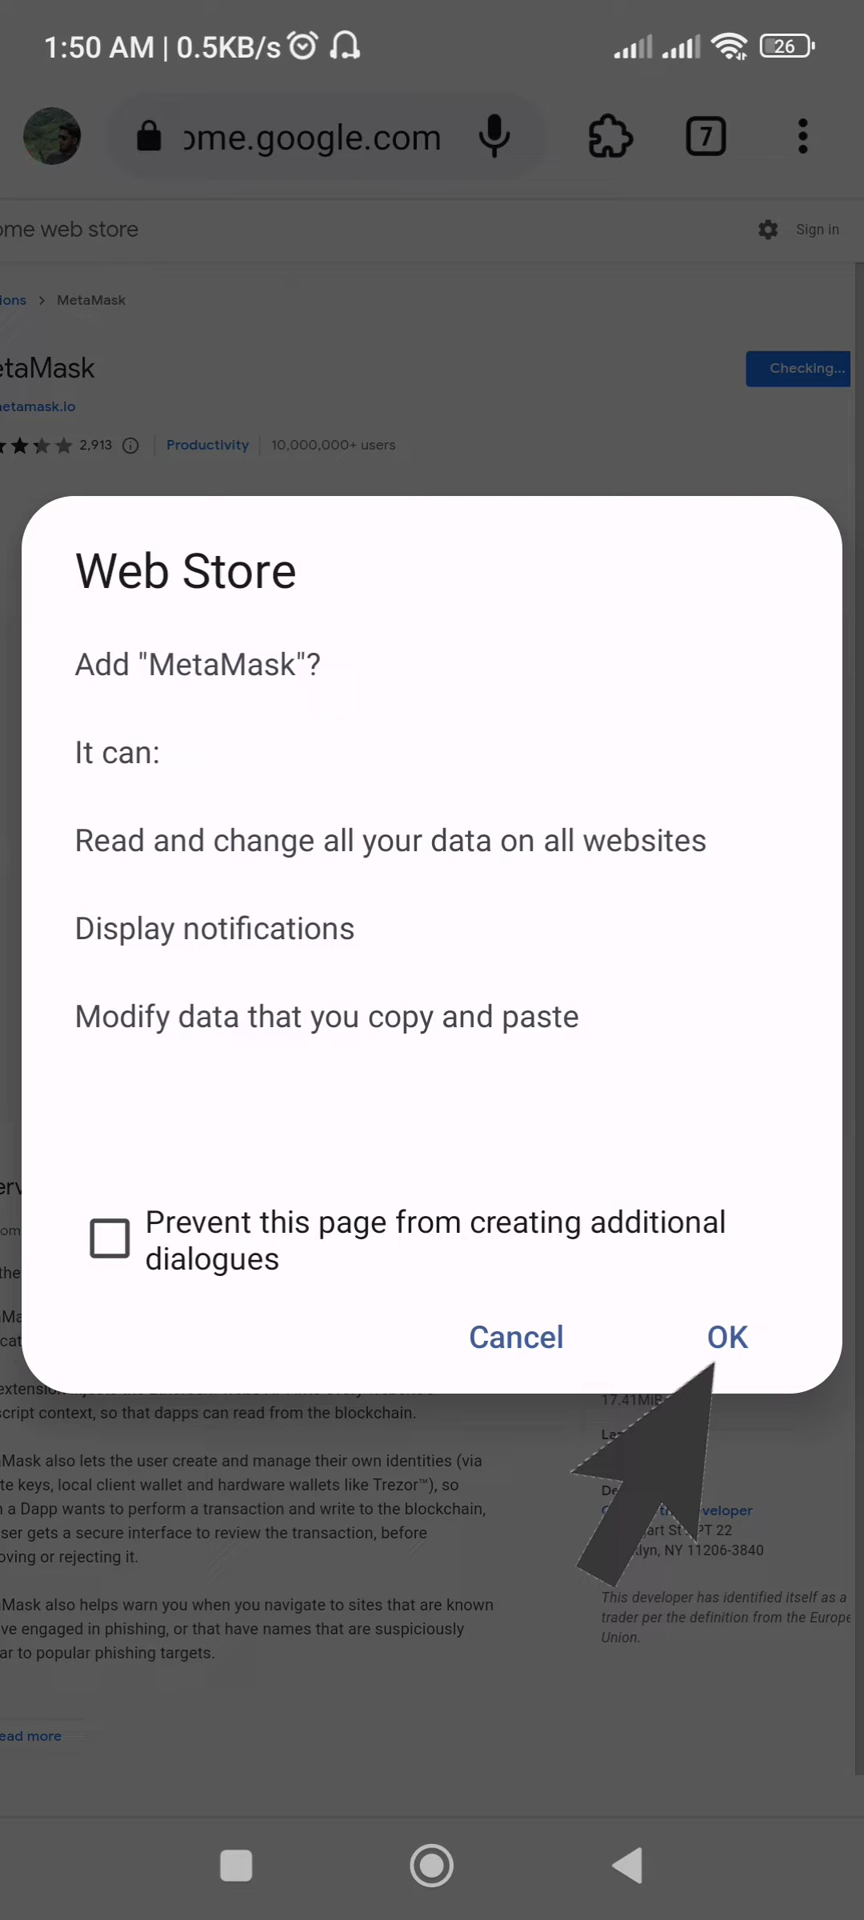 1:50 AM | 0.5KB/s
26
ome.google.com
7
ome web store
Sign in
ions > MetaMask
etaMask
Checking...
netamask.io
2,913
Productivity
10,000,000+ users
Web Store
Add "MetaMask"?
It can:
Read and change all your data on all websites
Display notifications
Modify data that you copy and paste
Prevent this page from creating additional
dialogues
Cancel
OK
17.41MiB
cript context, so that dapps can read from the blockchain.
Mask also lets the user create and manage their own identities (via
te keys, local client wallet and hardware wallets like Trezor™), so
n a Dapp wants to perform a transaction and write to the blockchain,
ser gets a secure interface to review the transaction, before
oving or rejecting it.
Mask also helps warn you when you navigate to sites that are known
ve engaged in phishing, or that have names that are suspiciously
ar to popular phishing targets.
ead more
veloper
art St PT 22
klyn, NY 11206-3840
This developer has identified itself as a
trader per the definition from the Europe
Union.